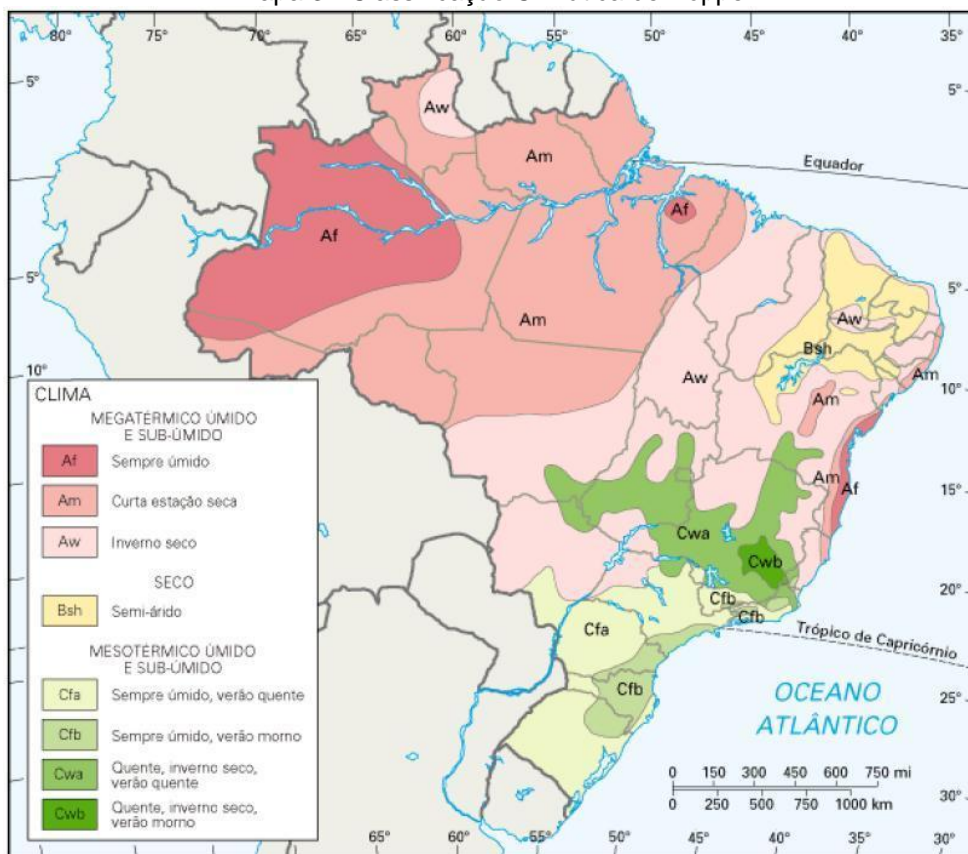 80° 75° 70° 65° 60° 55° 50° 45° 40° 35°
5° 5°
Aw
Am
Equador
Af
Af
5° 5°
Am
Aw
Bsh
Aw
10° 10°
Am
Am
15°
Am
Af
Cwa
Cwb
20°
Cfb
Cfb
Trópico de Capricórnio
Cfa
Cfb
25°
OCEANO
ATLÂNTICO
0 150 300 450 600 750 mi
0 250 500 750 1000 km
30°
65° 60° 55° 50° 45° 40° 35° 30°
CLIMA
MEGATÉRMICO ÚMIDO
E SUB-ÚMIDO
Af Sempre úmido
Am Curta estação seca
Aw Inverno seco
SECO
Bsh Semi-árido
MESOTÉRMICO ÚMIDO
E SUB-ÚMIDO
Cfa Sempre úmido, verão quente
Cfb Sempre úmido, verão morno
Cwa Quente, inverno seco,
verão quente
Cwb Quente, inverno seco,
verão morno